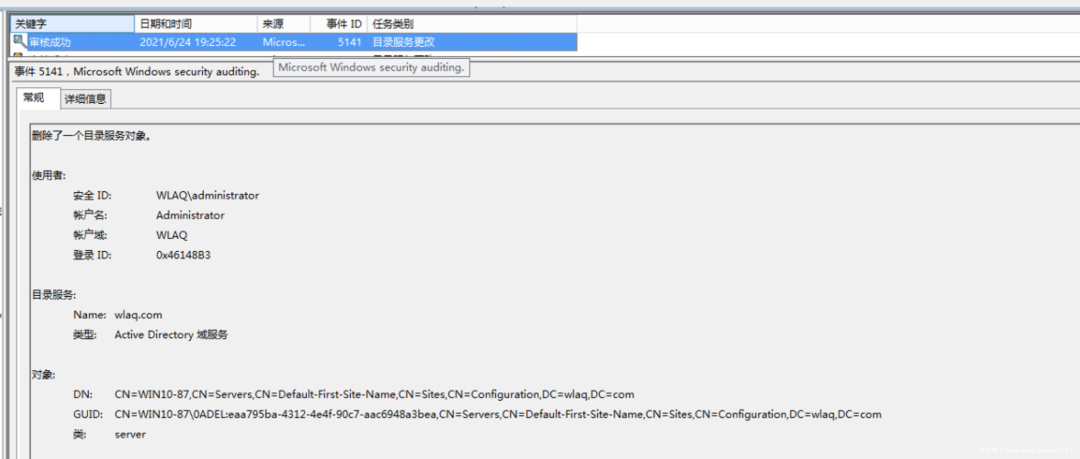 关键字 日期和时间 来源 事件 ID 任务类别
审核成功 2021/6/24 19:25:22 Micros... 5141 目录服务更改
事件 5141，Microsoft Windows security auditing.
Microsoft Windows security auditing.
常规 详细信息
删除了一个目录服务对象。
使用者:
安全 ID: WLAQ\administrator
帐户名: Administrator
帐户域: WLAQ
登录 ID: 0x46148B3
目录服务:
Name: wlaq.com
类型: Active Directory 域服务
对象:
DN: CN=WIN10-87,CN=Servers,CN=Default-First-Site-Name,CN=Sites,CN=Configuration,DC=wlaq,DC=com
GUID: CN=WIN10-87\0ADEL:eaa795ba-4312-4e4f-90c7-aac6948a3bea,CN=Servers,CN=Default-First-Site-Name,CN=Sites,CN=Configuration,DC=wlaq,DC=com
类: server